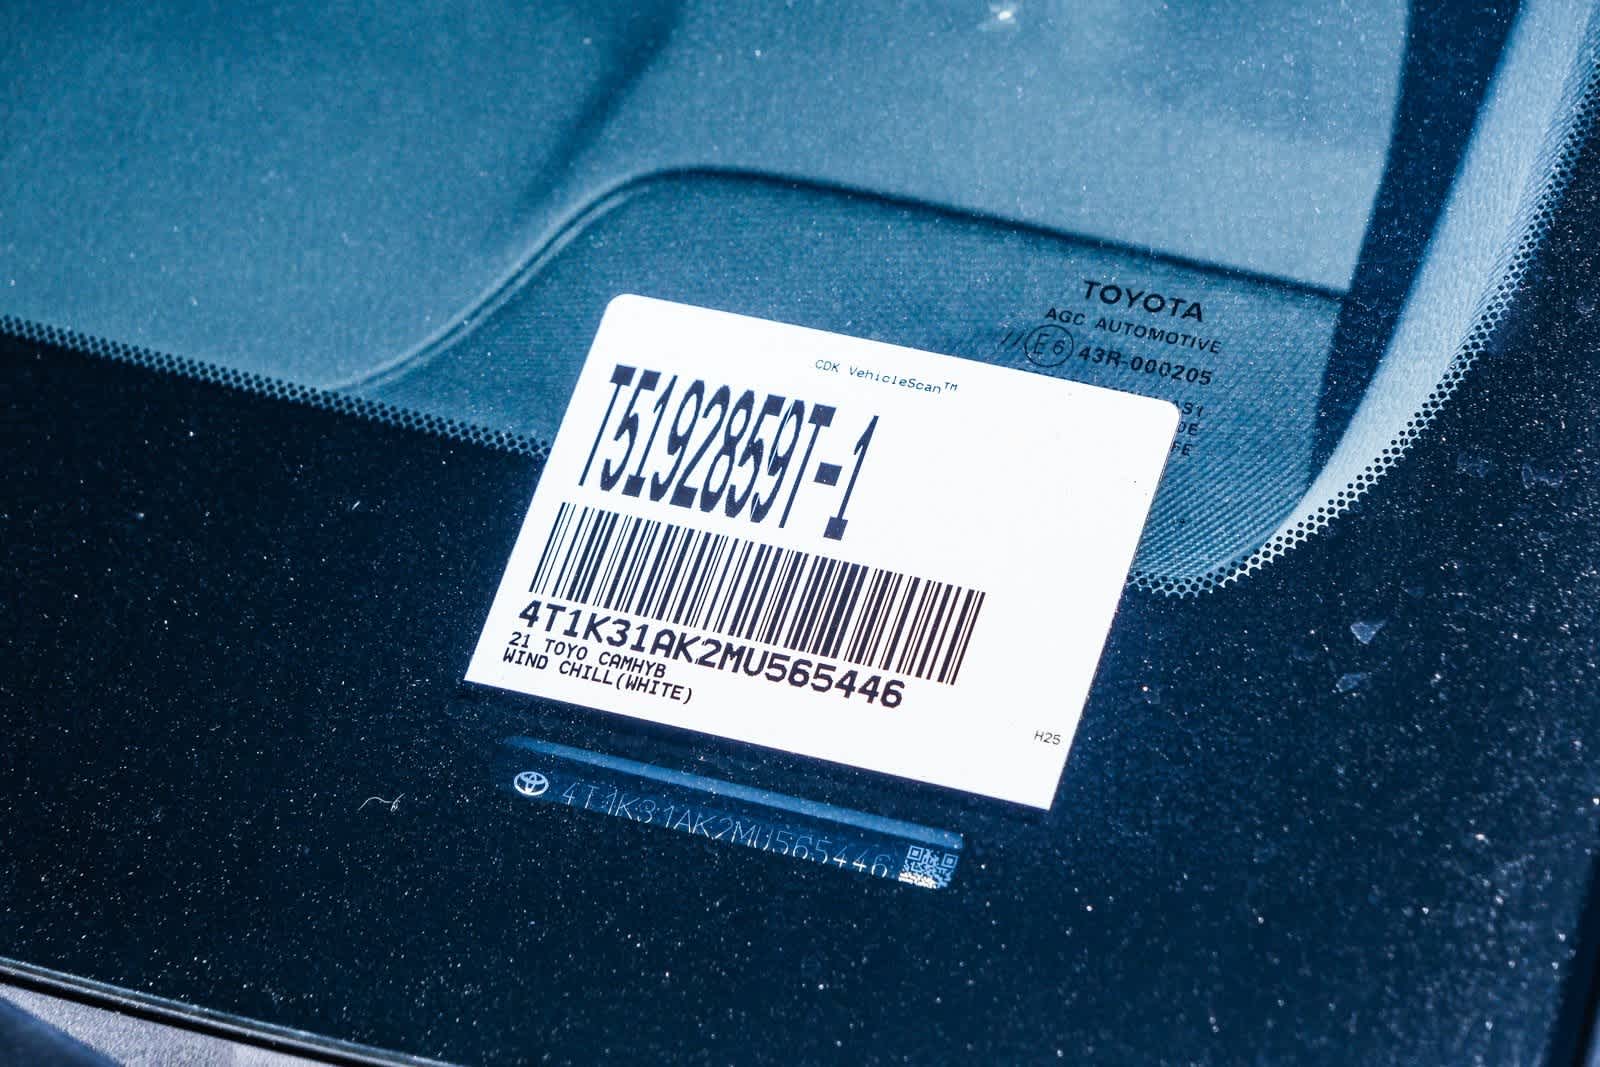 TOYOTA
AGC AUTOMOTIVE
E6 43R-000205
CDK VehicleScan™
T5192859T-1
4T1K31AK2MU565446
21 TOYO CAMHYB
WIND CHILL(WHITE)
H25
4T1K31AK2MU565446